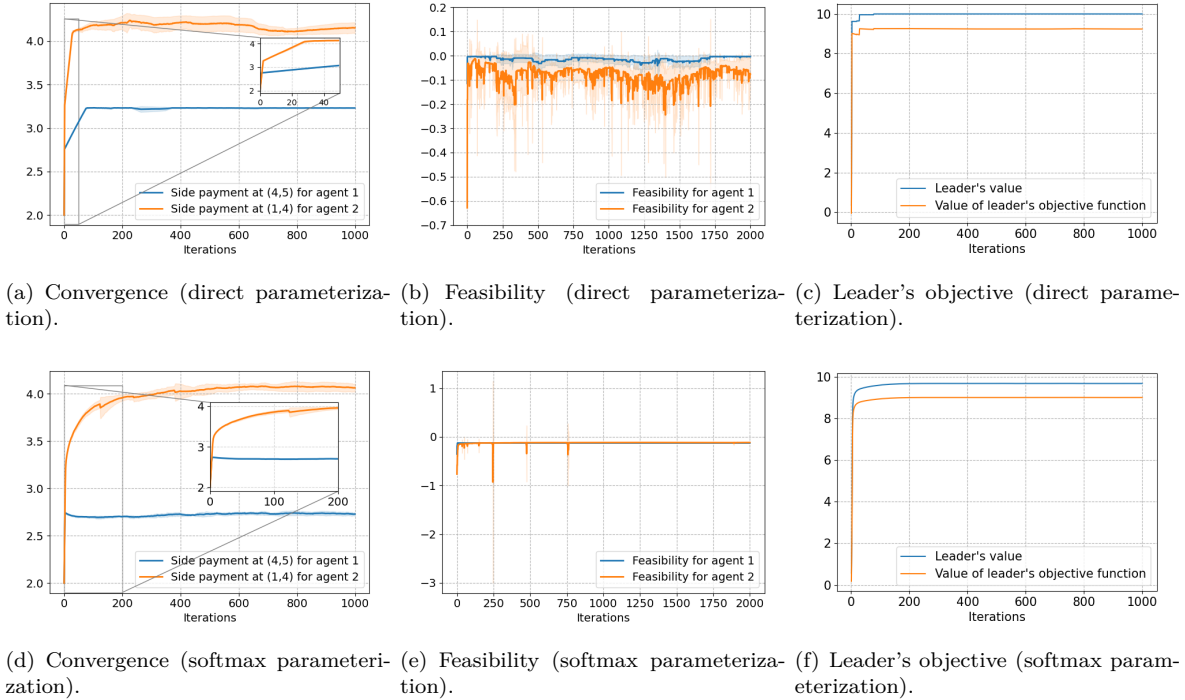 4.0
3.5
3.0
2.5
2.0
4
3
2
0
20
40
Side payment at (4,5) for agent 1
Side payment at (1,4) for agent 2
0 200 400 600 800 1000
Iterations
0.2
0.1
0.0
−0.1
−0.2
−0.3
−0.4
−0.5
−0.6
−0.7
Feasibility for agent 1
Feasibility for agent 2
0 250 500 750 1000 1250 1500 1750 2000
Iterations
10
8
6
4
2
0
Leader's value
Value of leader's objective function
0 200 400 600 800 1000
Iterations
(a) Convergence (direct parameteriza-
tion).
(b) Feasibility (direct parameteriza-
tion).
(c) Leader's objective (direct parame-
terization).
4.0
3.5
3.0
2.5
2.0
4
3
2
0 100 200
Side payment at (4,5) for agent 1
Side payment at (1,4) for agent 2
0 200 400 600 800 1000
Iterations
1
0
−1
−2
−3
Feasibility for agent 1
Feasibility for agent 2
0 250 500 750 1000 1250 1500 1750 2000
Iterations
10
8
6
4
2
0
Leader's value
Value of leader's objective function
0 200 400 600 800 1000
Iterations
(d) Convergence (softmax parameteri-
zation).
(e) Feasibility (softmax parameteriza-
tion).
(f) Leader's objective (softmax param-
eterization).